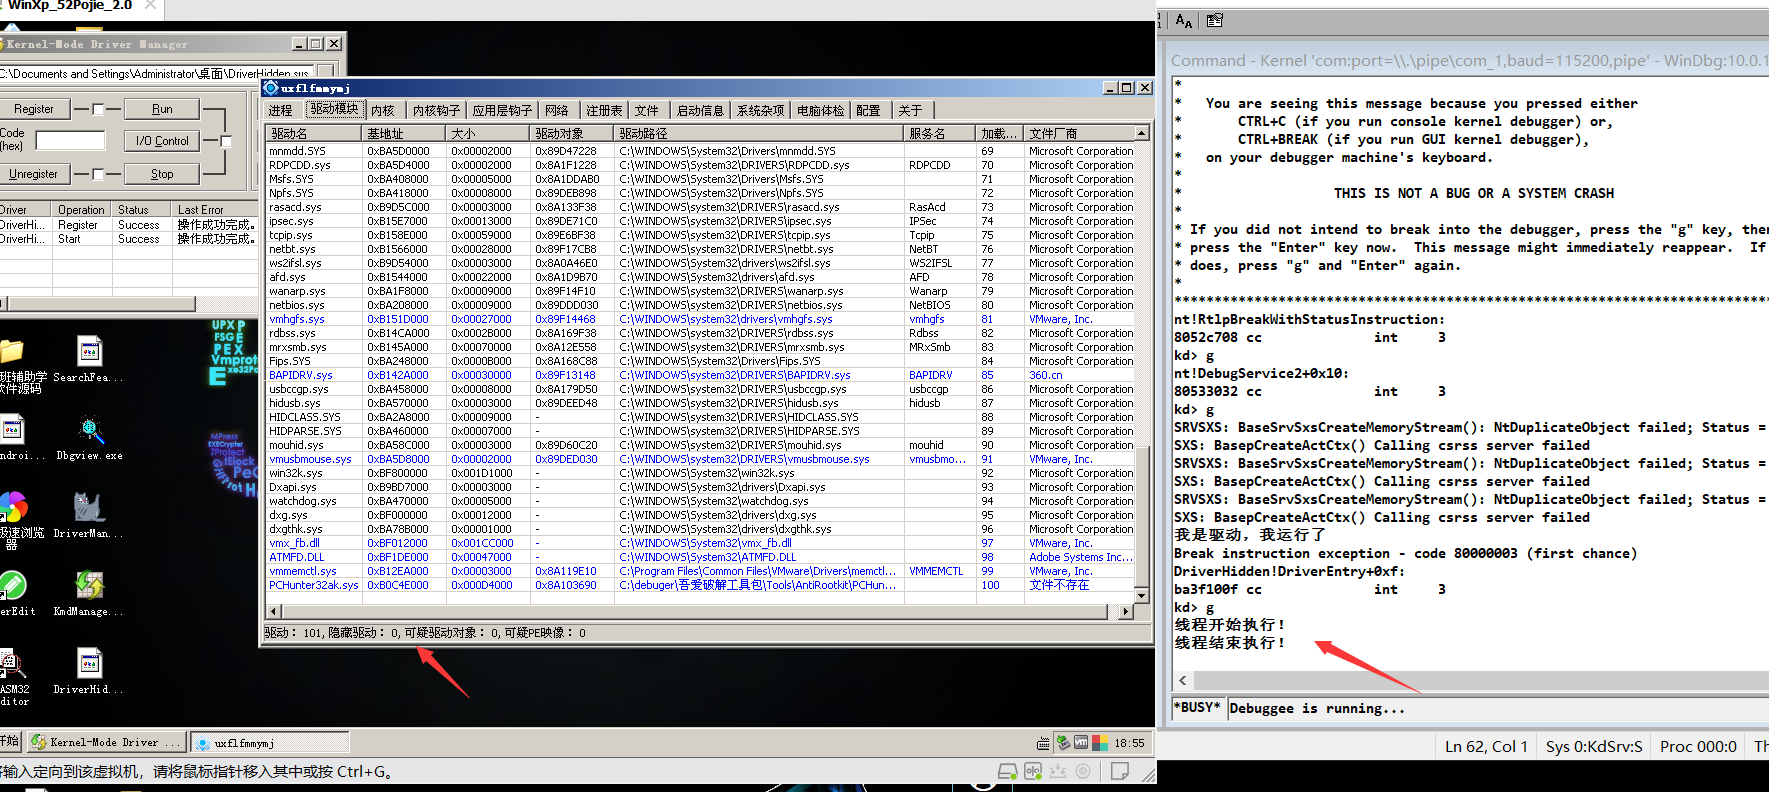 WinXp_52Pojie_2.0
Kernel-Mode Driver Manager
C:\Documents and Settings\Administrator\桌面\DriverHidden.sys
Register
Run
Code
(hex)
I/O Control
Unregister
Stop
Driver Operation Status Last Error
DriverHi... Register Success 操作成功完成。
DriverHi... Start Success 操作成功完成。
uxflfmmymj
进程 驱动模块 内核 内核钩子 应用层钩子 网络 注册表 文件 启动信息 系统杂项 电脑体检 配置 关于
驱动名 基地址 大小 驱动对象 驱动路径 服务名 加载... 文件厂商
mnmdd.SYS 0xBA5D0000 0x00002000 0x89D47228 C:\WINDOWS\System32\Drivers\mnmdd.SYS 69 Microsoft Corporation
RDPCDD.sys 0xBA5D4000 0x00002000 0x8A1F1228 C:\WINDOWS\System32\DRIVERS\RDPCDD.sys RDPCDD 70 Microsoft Corporation
Msfs.SYS 0xBA408000 0x00005000 0x8A1DDAB0 C:\WINDOWS\System32\Drivers\Msfs.SYS 71 Microsoft Corporation
Npfs.SYS 0xBA418000 0x00008000 0x89DEB898 C:\WINDOWS\System32\Drivers\Npfs.SYS 72 Microsoft Corporation
rasacd.sys 0xB9D5C000 0x00003000 0x8A133F38 C:\WINDOWS\System32\DRIVERS\rasacd.sys RasAcd 73 Microsoft Corporation
ipsec.sys 0xB15E7000 0x00013000 0x89DE71C0 C:\WINDOWS\system32\DRIVERS\ipsec.sys IPSec 74 Microsoft Corporation
tcpip.sys 0xB158E000 0x00059000 0x89E6BF38 C:\WINDOWS\system32\DRIVERS\tcpip.sys Tcpip 75 Microsoft Corporation
netbt.sys 0xB1566000 0x00028000 0x89F17CB8 C:\WINDOWS\system32\DRIVERS\netbt.sys NetBT 76 Microsoft Corporation
ws2ifsl.sys 0xB9D54000 0x00003000 0x8A0A46E0 C:\WINDOWS\System32\drivers\ws2ifsl.sys WS2IFSL 77 Microsoft Corporation
afd.sys 0xB1544000 0x00022000 0x8A1D9B70 C:\WINDOWS\System32\drivers\afd.sys AFD 78 Microsoft Corporation
wanarp.sys 0xBA1F8000 0x00009000 0x89F14F10 C:\WINDOWS\system32\DRIVERS\wanarp.sys Wanarp 79 Microsoft Corporation
netbios.sys 0xBA208000 0x00009000 0x89DDD030 C:\WINDOWS\system32\DRIVERS\netbios.sys NetBIOS 80 Microsoft Corporation
vmhgfs.sys 0xB151D000 0x00027000 0x89F14468 C:\WINDOWS\system32\drivers\vmhgfs.sys vmhgfs 81 VMware, Inc.
rdbss.sys 0xB14CA000 0x0002B000 0x8A169F38 C:\WINDOWS\system32\DRIVERS\rdbss.sys Rdbss 82 Microsoft Corporation
mrxsmb.sys 0xB145A000 0x00070000 0x8A12E558 C:\WINDOWS\system32\DRIVERS\mrxsmb.sys MRxSmb 83 Microsoft Corporation
Fips.SYS 0xBA248000 0x0000B000 0x8A168C88 C:\WINDOWS\System32\Drivers\Fips.SYS 84 Microsoft Corporation
BAPIDRV.sys 0xB142A000 0x00030000 0x89F13148 C:\WINDOWS\system32\DRIVERS\BAPIDRV.sys BAPIDRV 85 360.cn
usbccgp.sys 0xBA458000 0x00008000 0x8A179D50 C:\WINDOWS\system32\DRIVERS\usbccgp.sys usbccgp 86 Microsoft Corporation
hidusb.sys 0xBA570000 0x00003000 0x89DEED48 C:\WINDOWS\system32\DRIVERS\hidusb.sys hidusb 87 Microsoft Corporation
HIDCLASS.SYS 0xBA2A8000 0x00009000 - C:\WINDOWS\system32\DRIVERS\HIDCLASS.SYS 88 Microsoft Corporation
HIDPARSE.SYS 0xBA460000 0x00007000 - C:\WINDOWS\system32\DRIVERS\HIDPARSE.SYS 89 Microsoft Corporation
mouhid.sys 0xBA58C000 0x00003000 0x89D60C20 C:\WINDOWS\system32\DRIVERS\mouhid.sys mouhid 90 Microsoft Corporation
vmusbmouse.sys 0xBA5D8000 0x00002000 0x89DED030 C:\WINDOWS\system32\DRIVERS\vmusbmouse.sys vmusbmo... 91 VMware, Inc.
win32k.sys 0xBF800000 0x001D1000 - C:\WINDOWS\System32\win32k.sys 92 Microsoft Corporation
Dxapi.sys 0xB9BD7000 0x00003000 - C:\WINDOWS\System32\drivers\Dxapi.sys 93 Microsoft Corporation
watchdog.sys 0xBA470000 0x00005000 - C:\WINDOWS\System32\watchdog.sys 94 Microsoft Corporation
dxg.sys 0xBF000000 0x00012000 - C:\WINDOWS\System32\drivers\dxg.sys 95 Microsoft Corporation
dxgthk.sys 0xBA78B000 0x00001000 - C:\WINDOWS\System32\drivers\dxgthk.sys 96 Microsoft Corporation
vmx_fb.dll 0xBF012000 0x001CC000 - C:\WINDOWS\System32\vmx_fb.dll 97 VMware, Inc.
ATMFD.DLL 0xBF1DE000 0x00047000 - C:\WINDOWS\System32\ATMFD.DLL 98 Adobe Systems Inc...
vmmemctl.sys 0xB12EA000 0x00003000 0x8A119E10 C:\Program Files\Common Files\VMware\Drivers\memctl... VMMEMCTL 99 VMware, Inc.
PCHunter32ak.sys 0xB0C4E000 0x000D4000 0x8A103690 C:\debuger\吾爱破解工具包\Tools\AntiRootkit\PCHun... 100 文件不存在
驱动：101, 隐藏驱动：0, 可疑驱动对象：0, 可疑PE映像：0
UPX P
FSG E
P E X
Vmprot
E xe32Pa
SearchFea...
班辅助学
软件源码
MPress
EXECrypter
ZProtect
ndroi...
Dbgview.exe
极速浏览
器
DriverMan...
erEdit
KmdManage...
ASM32
ditor
DriverHid...
开始
Kernel-Mode Driver ...
uxflfmmymj
18:55
将输入定向到该虚拟机，请将鼠标指针移入其中或按 Ctrl+G。
Command - Kernel 'com:port=\\.\pipe\com_1,baud=115200,pipe' - WinDbg:10.0.1
*
* You are seeing this message because you pressed either
* CTRL+C (if you run console kernel debugger) or,
* CTRL+BREAK (if you run GUI kernel debugger),
* on your debugger machine's keyboard.
*
* THIS IS NOT A BUG OR A SYSTEM CRASH
*
* If you did not intend to break into the debugger, press the "g" key, then
* press the "Enter" key now. This message might immediately reappear. If
* does, press "g" and "Enter" again.
*
*******************************************************************************
nt!RtlpBreakWithStatusInstruction:
8052c708 cc int 3
kd> g
nt!DebugService2+0x10:
80533032 cc int 3
kd> g
SRVSXS: BaseSrvSxsCreateMemoryStream(): NtDuplicateObject failed; Status =
SXS: BasepCreateActCtx() Calling csrss server failed
SRVSXS: BaseSrvSxsCreateMemoryStream(): NtDuplicateObject failed; Status =
SXS: BasepCreateActCtx() Calling csrss server failed
SRVSXS: BaseSrvSxsCreateMemoryStream(): NtDuplicateObject failed; Status =
SXS: BasepCreateActCtx() Calling csrss server failed
我是驱动，我运行了
Break instruction exception - code 80000003 (first chance)
DriverHidden!DriverEntry+0xf:
ba3f100f cc int 3
kd> g
线程开始执行!
线程结束执行!
*BUSY* Debuggee is running...
Ln 62, Col 1 Sys 0:KdSrv:S Proc 000:0 Th